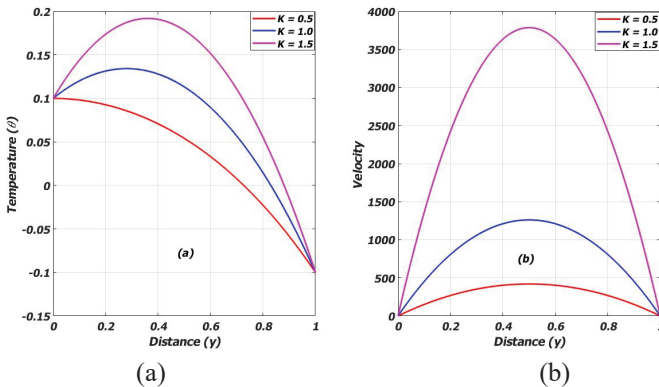 0.2
0.15
0.1
0.05
0
-0.05
-0.1
-0.15
Temperature (θ)
K = 0.5
K = 1.0
K = 1.5
(a)
0 0.2 0.4 0.6 0.8 1
Distance (y)
(a)
4000
3500
3000
2500
2000
1500
1000
500
0
Velocity
K = 0.5
K = 1.0
K = 1.5
(b)
0 0.2 0.4 0.6 0.8 1
Distance (y)
(b)